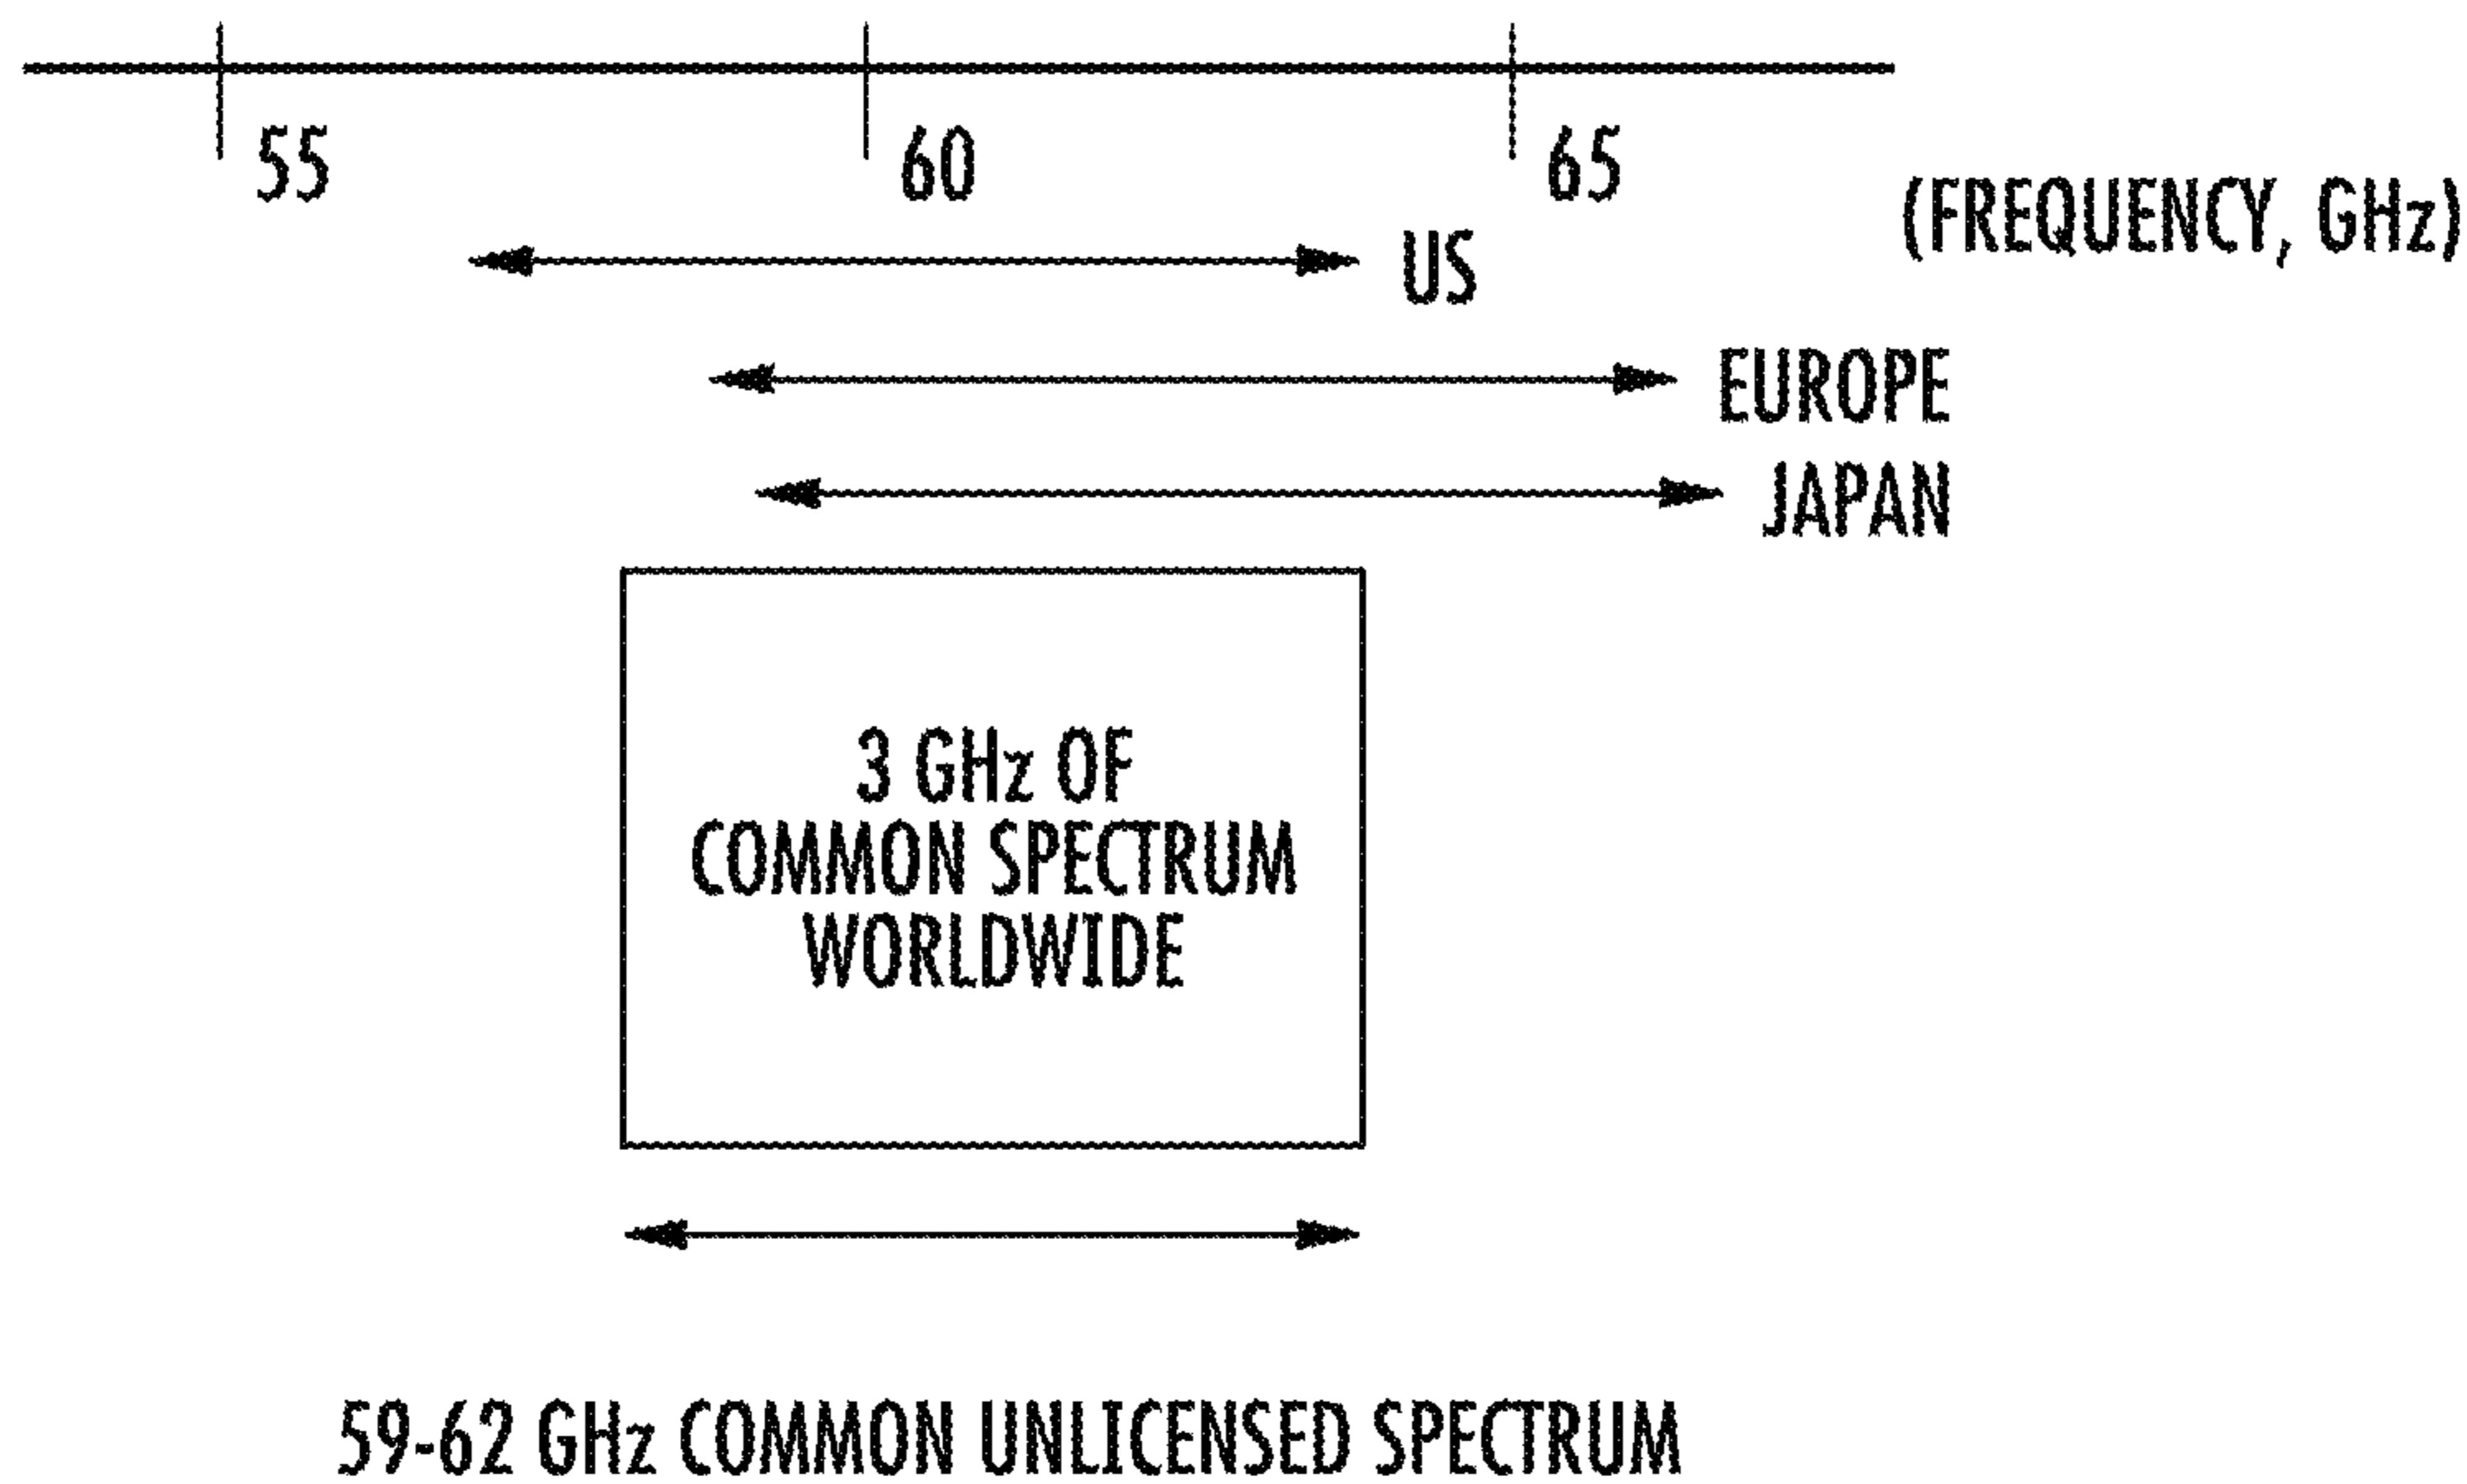 55 60 65
(FREQUENCY, GHz)
US
EUROPE
JAPAN
3 GHz OF
COMMON SPECTRUM
WORLDWIDE
59-62 GHz COMMON UNLICENSED SPECTRUM